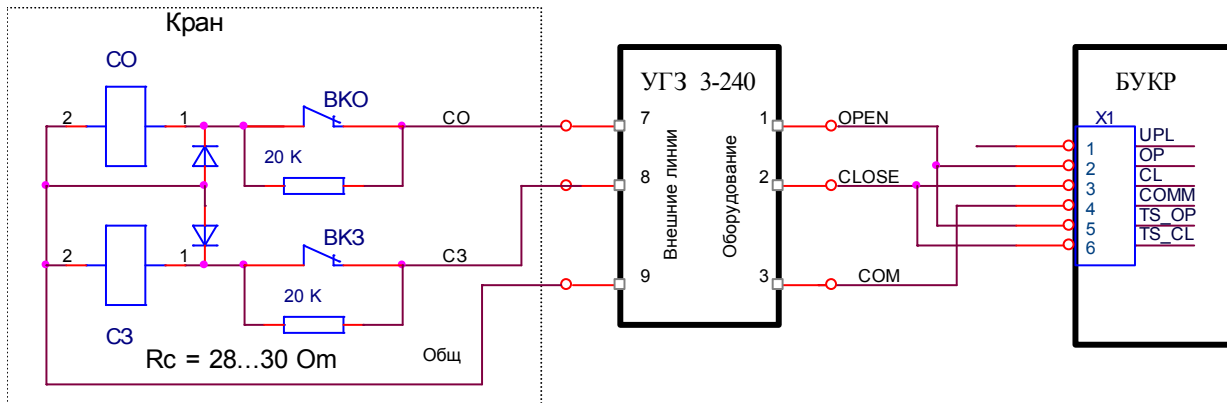 Кран
СО
2
1
ВКО
20 K
СО
СЗ
2
1
ВКЗ
20 K
СЗ
Rc = 28...30 Om
Общ
УГЗ 3-240
7
8
9
Внешние линии
Оборудование
1
2
3
OPEN
CLOSE
COM
БУКР
X1
1
2
3
4
5
6
UPL
OP
CL
COMM
TS_OP
TS_CL